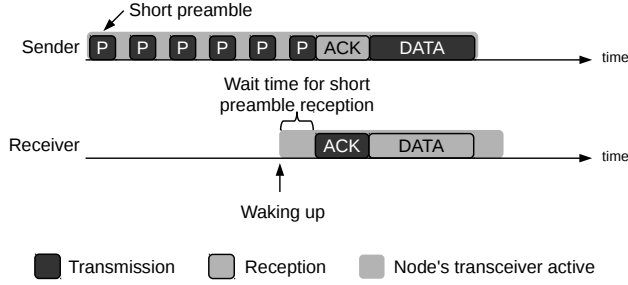 Short preamble
Sender P P P P P P ACK DATA time
Wait time for short
preamble reception
Receiver ACK DATA time
Waking up
Transmission Reception Node's transceiver active